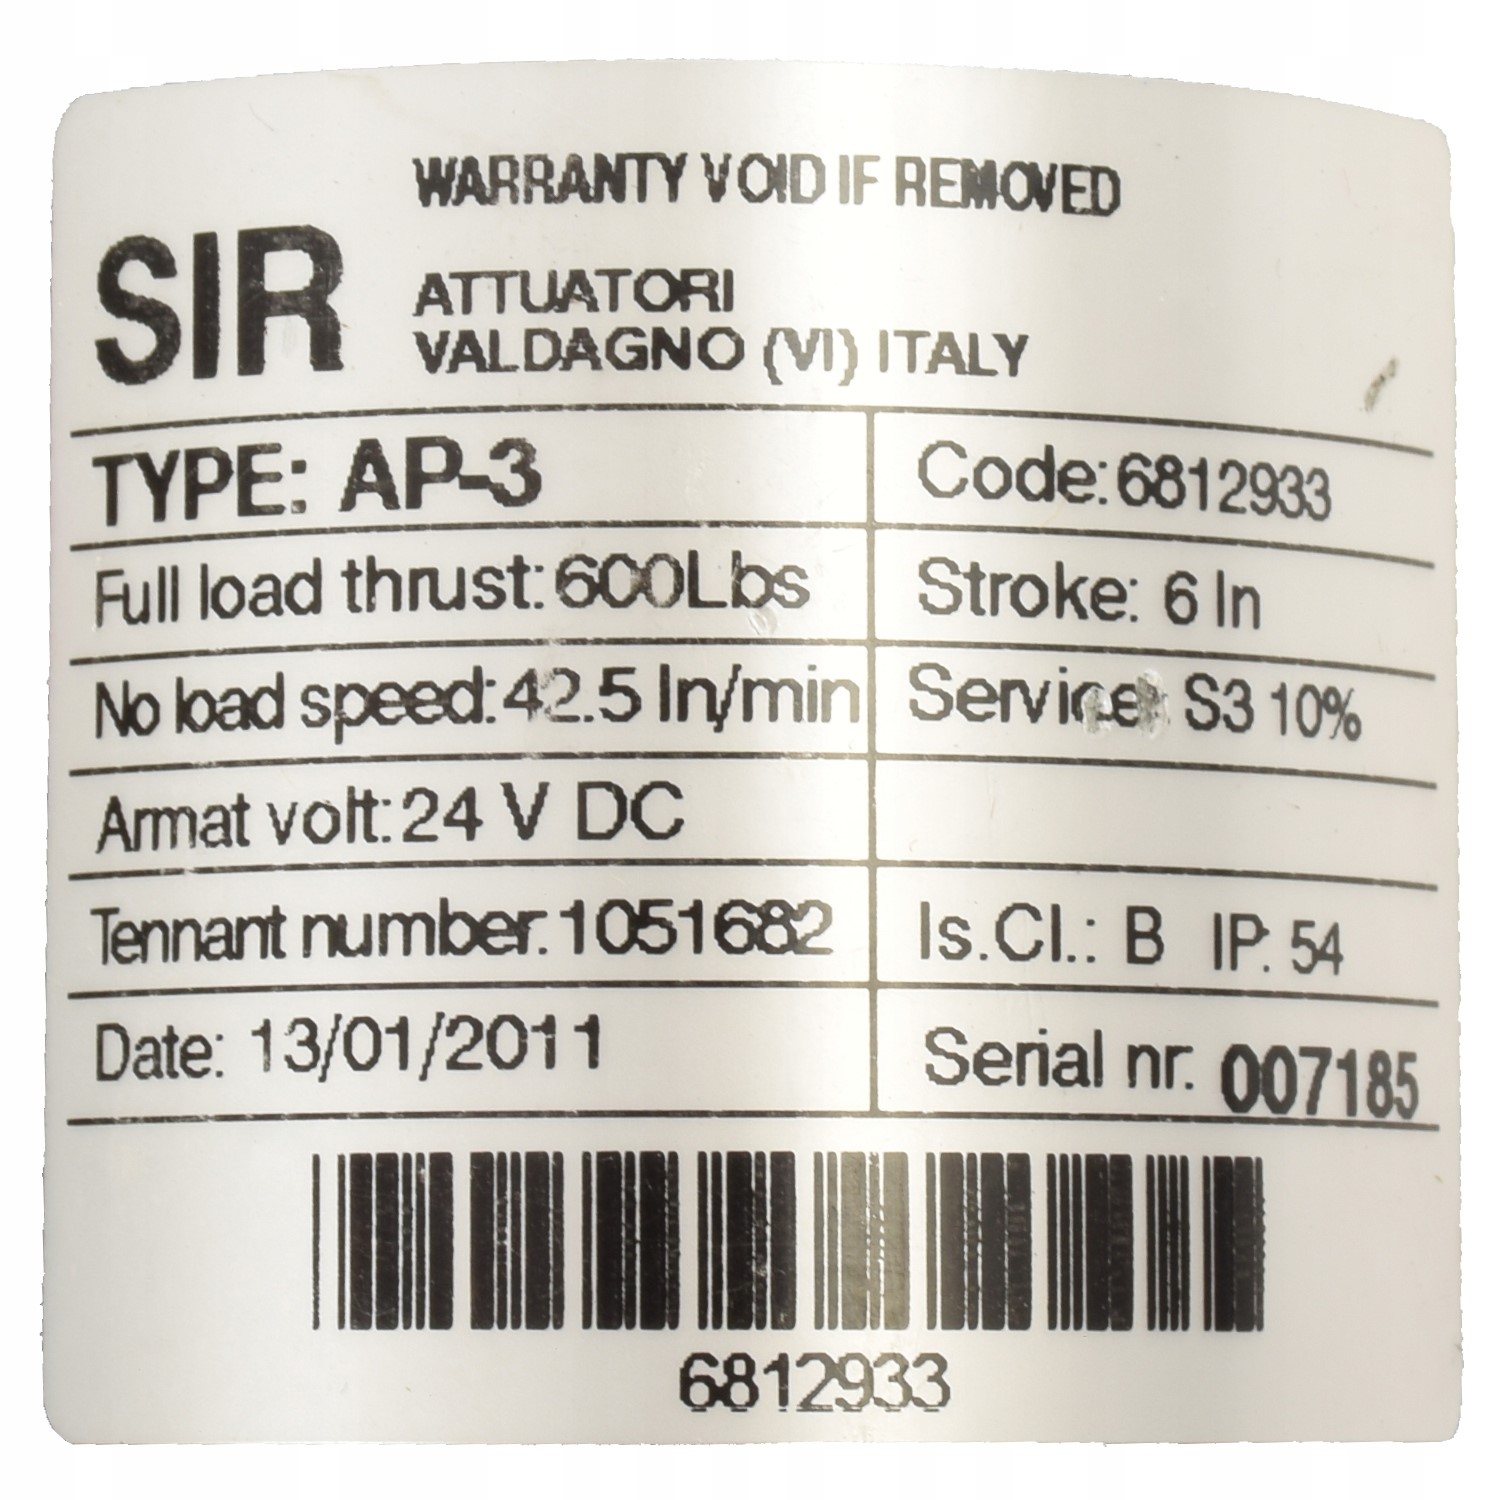 WARRANTY VOID IF REMOVED
SIR
ATTUATORI
VALDAGNO (VI) ITALY
TYPE: AP-3
Code: 6812933
Full load thrust: 600Lbs
Stroke: 6 In
No load speed: 42.5 In/min
Service: S3 10%
Armat volt: 24 V DC
Tennant number: 1051682
Is.Cl.: B IP: 54
Date: 13/01/2011
Serial nr. 007185
6812933